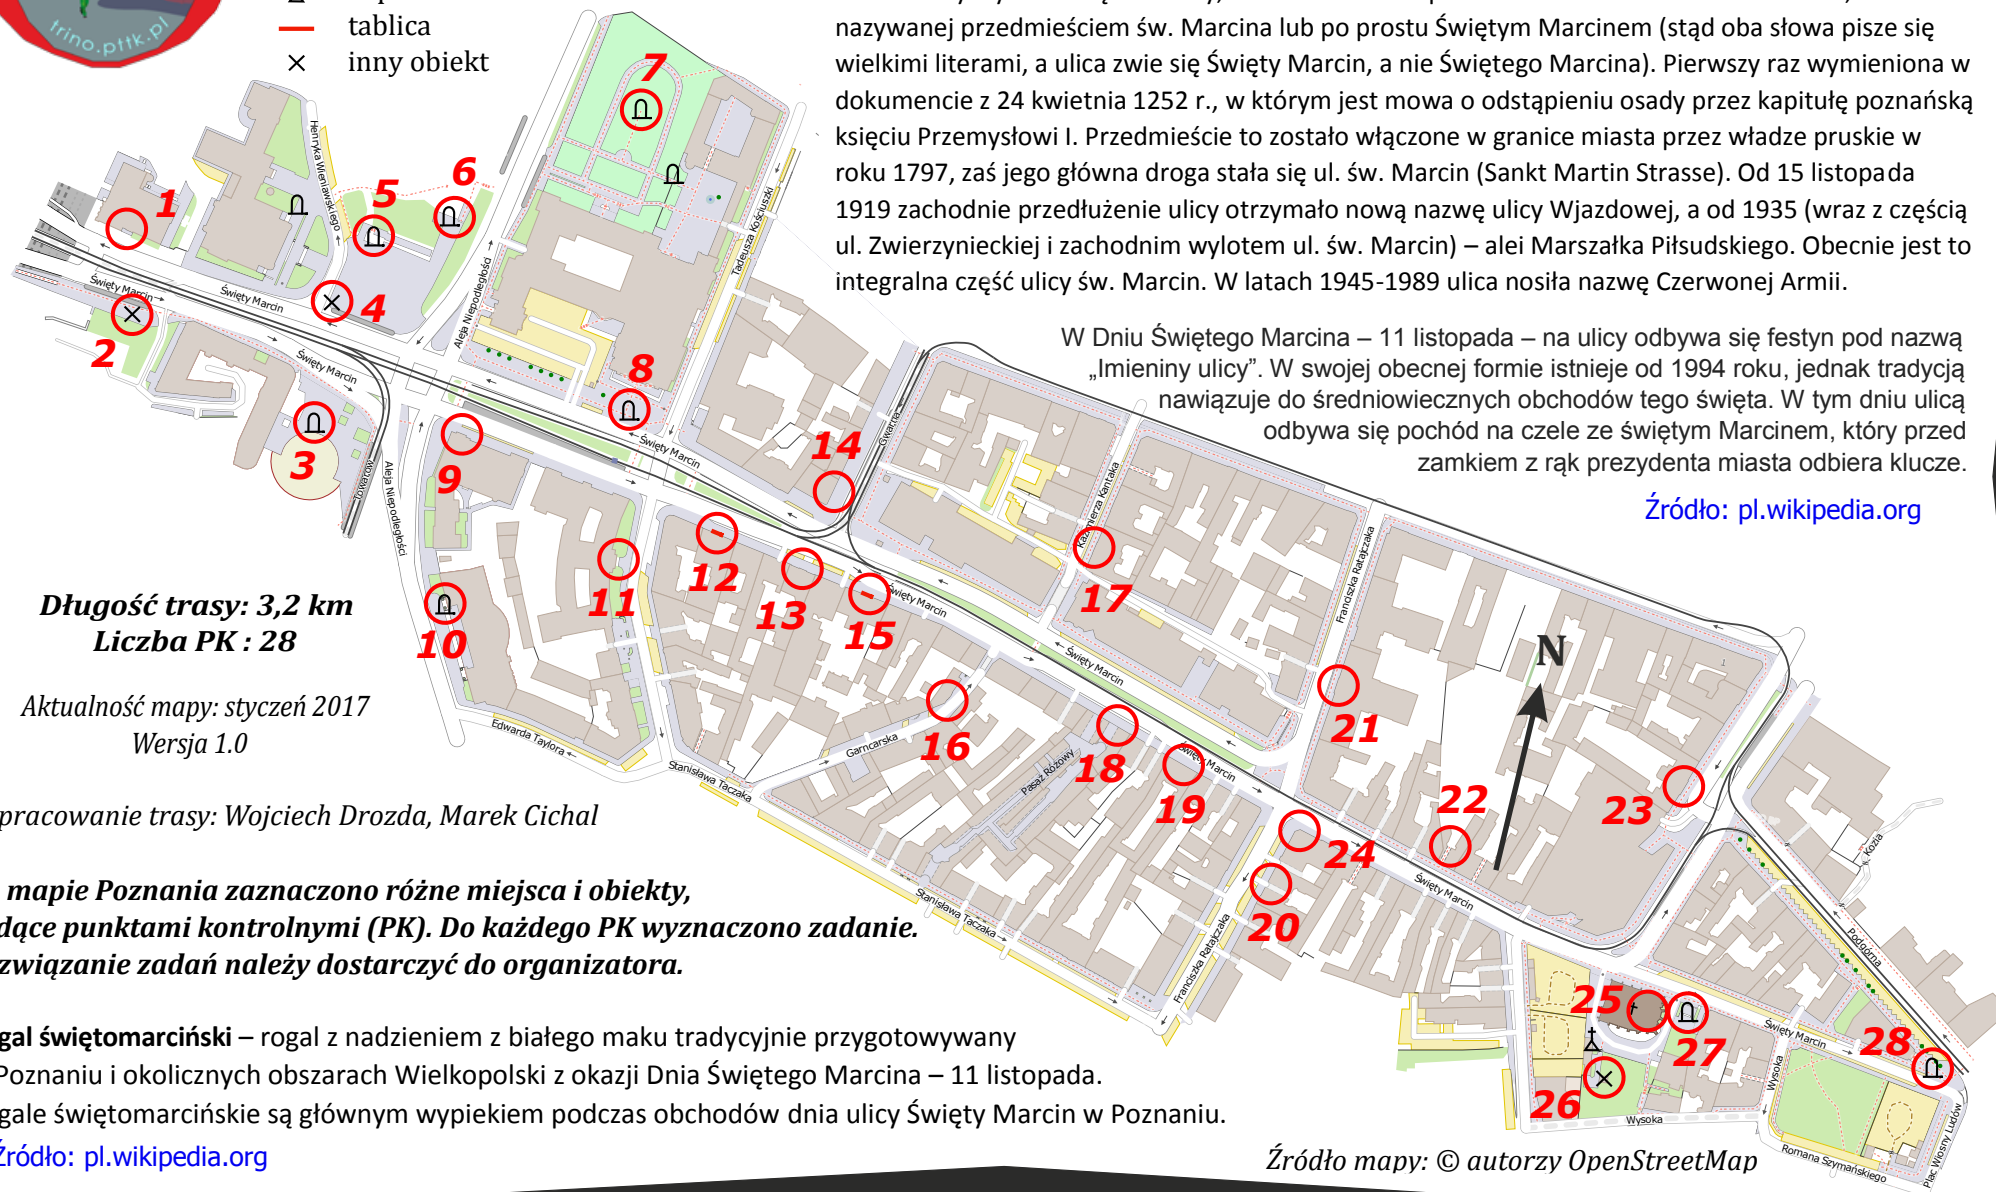 trino.pttk.pl
tablica
inny obiekt
nazywanej przedmieściem św. Marcina lub po prostu Świętym Marcinem (stąd oba słowa pisze się
wielkimi literami, a ulica zwie się Święty Marcin, a nie Świętego Marcina). Pierwszy raz wymieniona w
dokumencie z 24 kwietnia 1252 r., w którym jest mowa o odstąpieniu osady przez kapitułę poznańską
księciu Przemysłowi I. Przedmieście to zostało włączone w granice miasta przez władze pruskie w
roku 1797, zaś jego główna droga stała się ul. św. Marcin (Sankt Martin Strasse). Od 15 listopada
1919 zachodnie przedłużenie ulicy otrzymało nową nazwę ulicy Wjazdowej, a od 1935 (wraz z częścią
ul. Zwierzynieckiej i zachodnim wylotem ul. św. Marcin) – alei Marszałka Piłsudskiego. Obecnie jest to
integralna część ulicy św. Marcin. W latach 1945-1989 ulica nosiła nazwę Czerwonej Armii.
W Dniu Świętego Marcina – 11 listopada – na ulicy odbywa się festyn pod nazwą
„Imieniny ulicy”. W swojej obecnej formie istnieje od 1994 roku, jednak tradycją
nawiązuje do średniowiecznych obchodów tego święta. W tym dniu ulicą
odbywa się pochód na czele ze świętym Marcinem, który przed
zamkiem z rąk prezydenta miasta odbiera klucze.
Źródło: pl.wikipedia.org
1
2
3
4
5
6
7
8
9
10
11
12
13
14
15
16
17
18
19
20
21
22
23
24
25
26
27
28
N
Henryka Wieniawskiego
Święty Marcin
Święty Marcin
Święty Marcin
Aleja Niepodległości
Tadeusza Kościuszki
Święty Marcin
Gwarna
Towarowa
Aleja Niepodległości
Kazimierza Kantaka
Franciszka Ratajczaka
Święty Marcin
Święty Marcin
Święty Marcin
Edwarda Taylora
Stanisława Taczaka
Garncarska
Pasaż Różowy
Stanisława Taczaka
Franciszka Ratajczaka
Święty Marcin
Kozia
Podgórna
Święty Marcin
Wysoka
Wysoka
Romana Szymańskiego
Plac Wiosny Ludów
Długość trasy: 3,2 km
Liczba PK : 28
Aktualność mapy: styczeń 2017
Wersja 1.0
pracowanie trasy: Wojciech Drozda, Marek Cichal
mapie Poznania zaznaczono różne miejsca i obiekty,
dące punktami kontrolnymi (PK). Do każdego PK wyznaczono zadanie.
związanie zadań należy dostarczyć do organizatora.
gal świętomarciński – rogal z nadzieniem z białego maku tradycyjnie przygotowywany
Poznaniu i okolicznych obszarach Wielkopolski z okazji Dnia Świętego Marcina – 11 listopada.
gale świętomarcińskie są głównym wypiekiem podczas obchodów dnia ulicy Święty Marcin w Poznaniu.
Źródło: pl.wikipedia.org
Źródło mapy: © autorzy OpenStreetMap